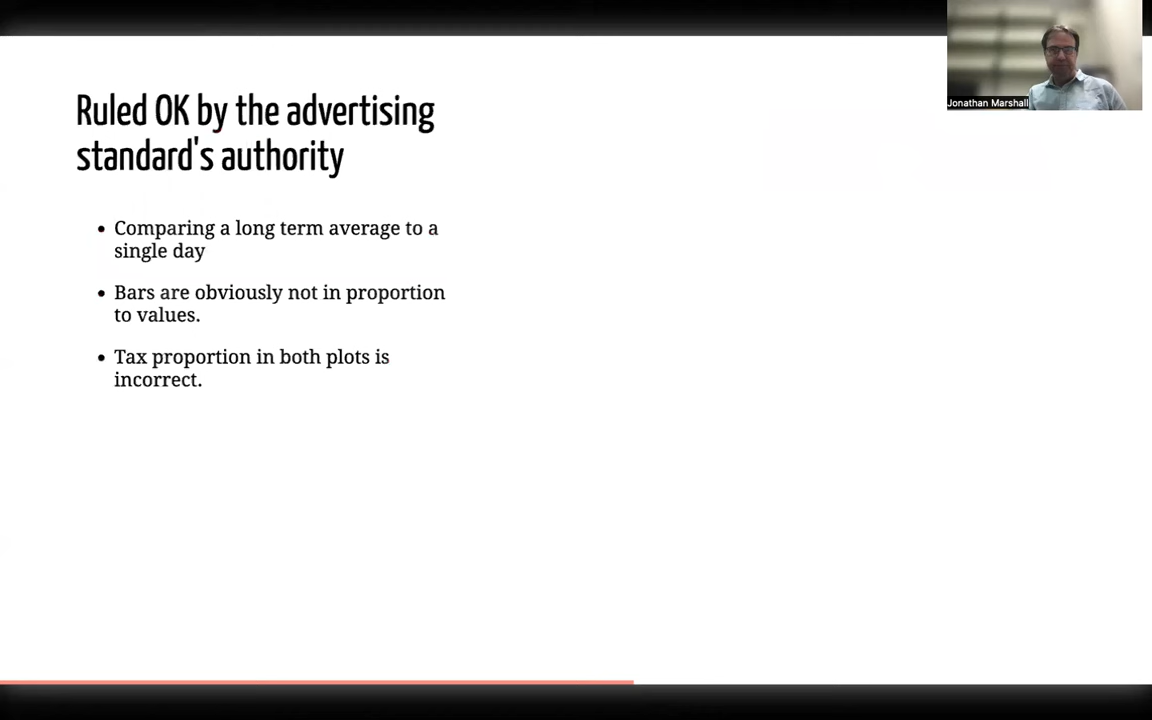 Jonathan Marshall
Ruled OK by the advertising
standard's authority
Comparing a long term average to a
single day
Bars are obviously not in proportion
to values.
Tax proportion in both plots is
incorrect.